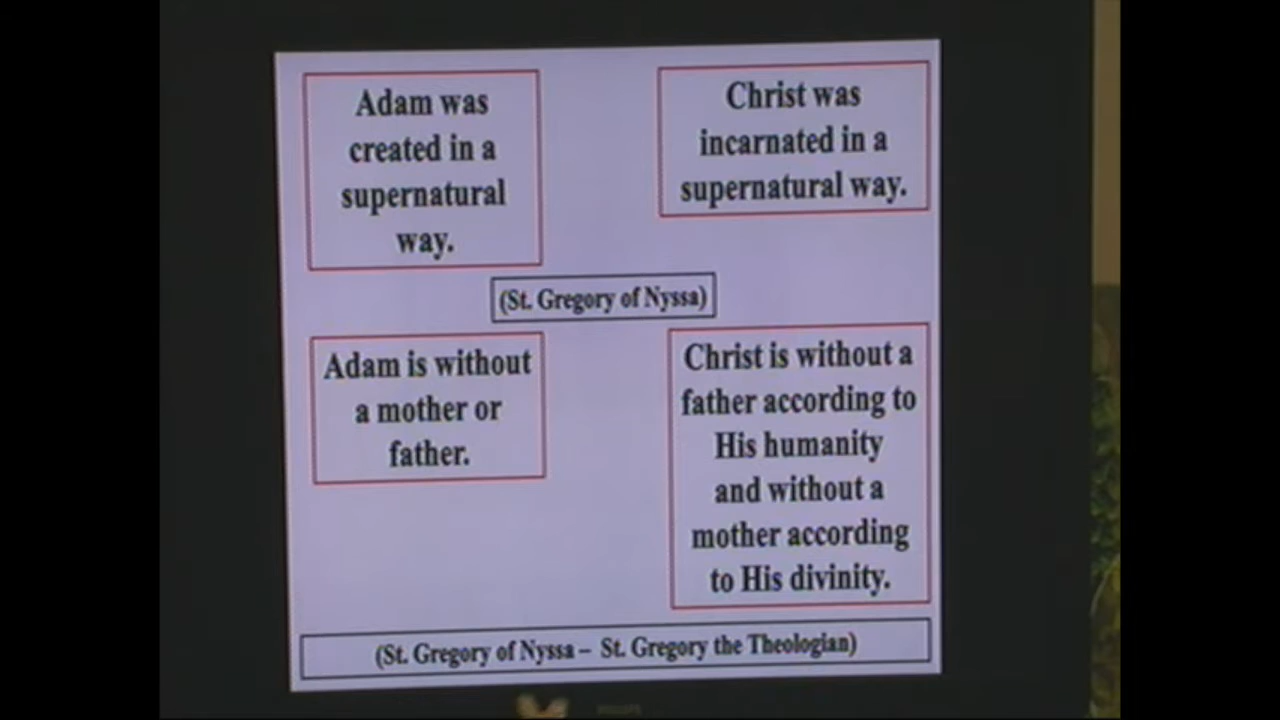 Adam was
created in a
supernatural
way.
Christ was
incarnated in a
supernatural way.
(St. Gregory of Nyssa)
Adam is without
a mother or
father.
Christ is without a
father according to
His humanity
and without a
mother according
to His divinity.
(St. Gregory of Nyssa – St. Gregory the Theologian)